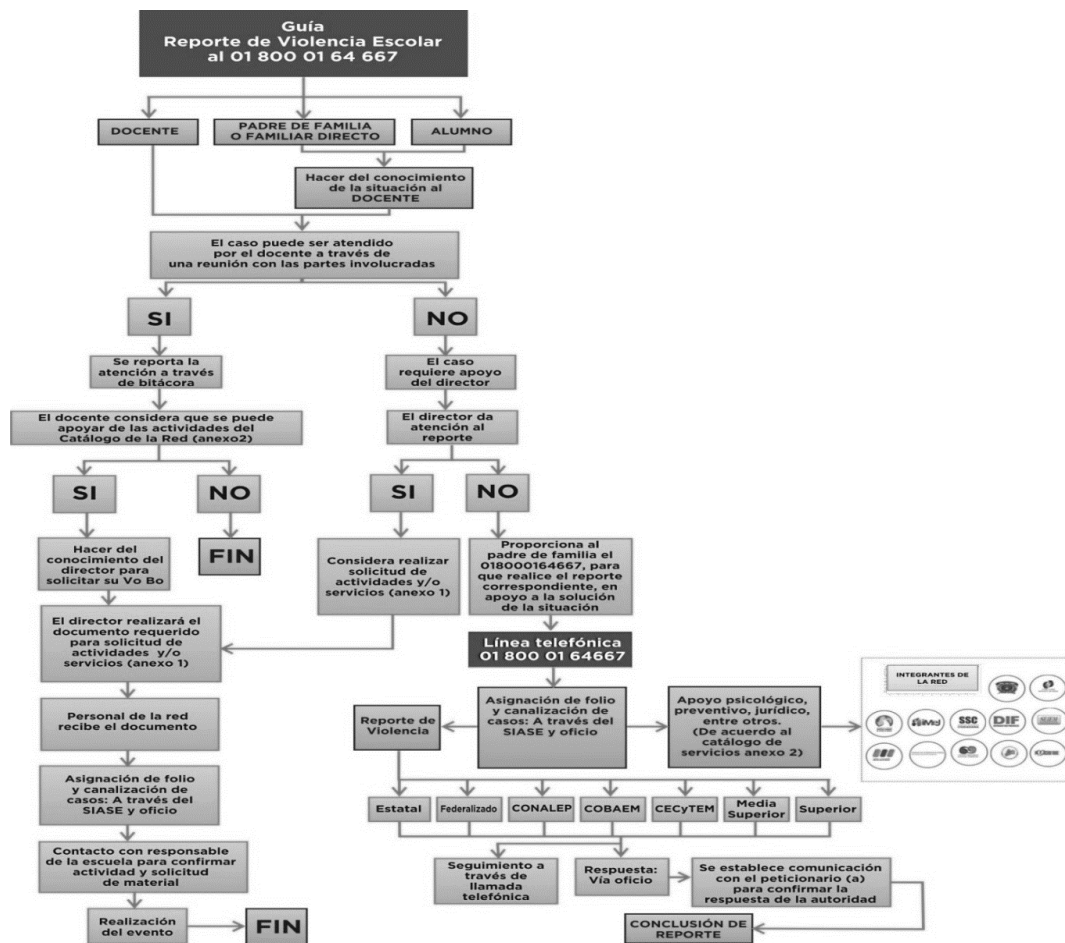 Guía
Reporte de Violencia Escolar
al 01 800 01 64 667
DOCENTE
PADRE DE FAMILIA
O FAMILIAR DIRECTO
ALUMNO
Hacer del conocimiento
de la situación al
DOCENTE
El caso puede ser atendido
por el docente a través de
una reunión con las partes involucradas
SI
NO
Se reporta la
atención a través
de bitácora
El caso
requiere apoyo
del director
El docente considera que se puede
apoyar de las actividades del
Catálogo de la Red (anexo2)
El director da
atención al
reporte
SI
NO
SI
NO
Hacer del
conocimiento del
director para
solicitar su Vo Bo
FIN
Considera realizar
solicitud de
actividades y/o
servicios (anexo 1)
Proporciona al
padre de familia el
018000164667, para
que realice el reporte
correspondiente, en
apoyo a la solución
de la situación
El director realizará el
documento requerido
para solicitud de
actividades y/o
servicios (anexo 1)
Línea telefónica
01 800 01 64667
Personal de la red
recibe el documento
Reporte de
Violencia
Asignación de folio
y canalización de
casos: A través del
SIASE y oficio
Apoyo psicológico,
preventivo, jurídico,
entre otros.
(De acuerdo al
catálogo de
servicios anexo 2)
INTEGRANTES DE
LA RED
SSC
DIF
Asignación de folio
y canalización de
casos: A través del
SIASE y oficio
Estatal
Federalizado
CONALEP
COBAEM
CECyTEM
Media
Superior
Superior
Contacto con responsable
de la escuela para confirmar
actividad y solicitud
de material
Seguimiento a
través de
llamada
telefónica
Respuesta:
Vía oficio
Se establece comunicación
con el peticionario (a)
para confirmar la
respuesta de la autoridad
Realización
del evento
FIN
CONCLUSIÓN DE
REPORTE